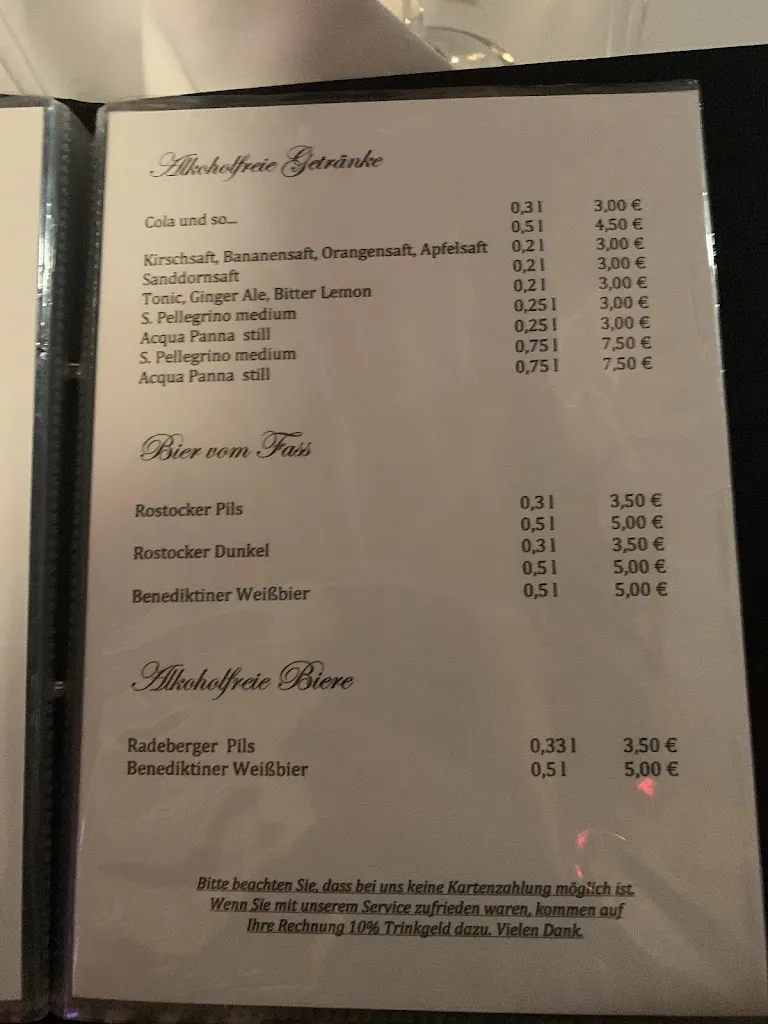 Alkoholfreie Getränke
Cola und so... 0,3 l 3,00 €
0,5 l 4,50 €
Kirschsaft, Bananensaft, Orangensaft, Apfelsaft 0,2 l 3,00 €
Sanddornsaft 0,2 l 3,00 €
Tonic, Ginger Ale, Bitter Lemon 0,2 l 3,00 €
S. Pellegrino medium 0,25 l 3,00 €
Acqua Panna still 0,25 l 3,00 €
S. Pellegrino medium 0,75 l 7,50 €
Acqua Panna still 0,75 l 7,50 €
Bier vom Fass
Rostocker Pils 0,3 l 3,50 €
0,5 l 5,00 €
Rostocker Dunkel 0,3 l 3,50 €
0,5 l 5,00 €
Benediktiner Weißbier 0,5 l 5,00 €
Alkoholfreie Biere
Radeberger Pils 0,33 l 3,50 €
Benediktiner Weißbier 0,5 l 5,00 €
Bitte beachten Sie, dass bei uns keine Kartenzahlung möglich ist.
Wenn Sie mit unserem Service zufrieden waren, kommen auf
Ihre Rechnung 10% Trinkgeld dazu. Vielen Dank.